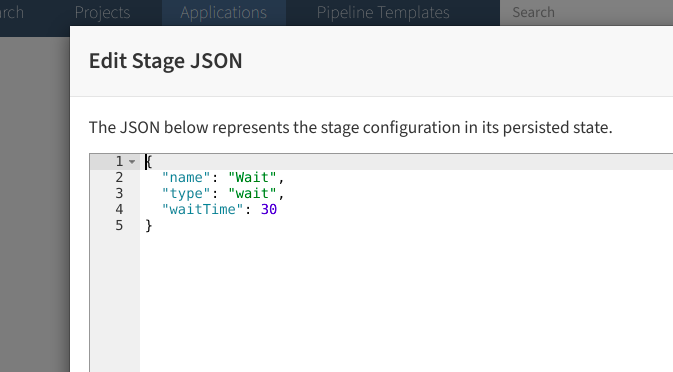 rch Projects Applications Pipeline Templates Search
Edit Stage JSON
The JSON below represents the stage configuration in its persisted state.
1 {
2 "name": "Wait",
3 "type": "wait",
4 "waitTime": 30
5 }